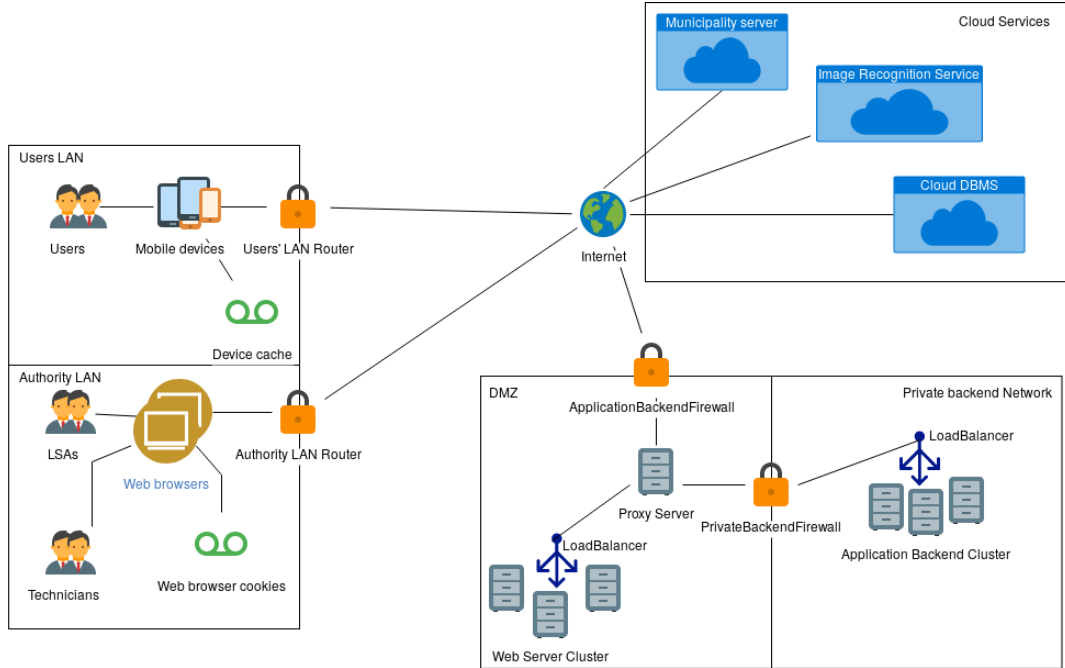 Municipality server
Cloud Services
Image Recognition Service
Cloud DBMS
Internet
Users LAN
Users
Mobile devices
Users' LAN Router
Device cache
Authority LAN
LSAs
Web browsers
Authority LAN Router
Technicians
Web browser cookies
DMZ
ApplicationBackendFirewall
Private backend Network
Proxy Server
PrivateBackendFirewall
LoadBalancer
Application Backend Cluster
LoadBalancer
Web Server Cluster